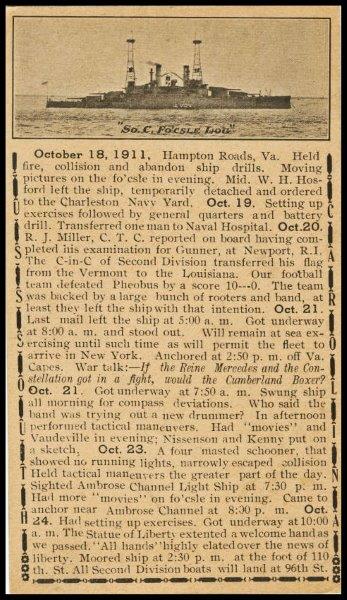 "So. C. Fo'csle Log"
October 18, 1911, Hampton Roads, Va. Held
fire, collision and abandon ship drills. Moving
pictures on the fo'csle in evening. Mid. W. H. Hos-
ford left the ship, temporarily detached and ordered
to the Charleston Navy Yard. Oct. 19. Setting up
exercises followed by general quarters and battery
drill. Transferred one man to Naval Hospital. Oct.20.
R. J. Miller, C. T. C. reported on board having com-
pleted his examination for Gunner, at Newport, R.I.
The C-in-C of Second Division transferred his flag
from the Vermont to the Louisiana. Our football
team defeated Pheobus by a score 10---0. The team
was backed by a large bunch of rooters and band, at
least they left the ship with that intention. Oct. 21.
Last mail left the ship at 5:00 a. m. Got underway
at 8:00 a. m. and stood out. Will remain at sea ex-
ercising until such time as will permit the fleet to
arrive in New York. Anchored at 2:50 p. m. off Va.
Capes. War talk:—If the Reine Mercedes and the Con-
stellation got in a fight, would the Cumberland Boxer?
Oct. 21. Got underway at 7:50 a. m. Swung ship
all morning for compass deviations. Who said the
band was trying out a new drummer? In afternoon
performed tactical maneuvers. Had "movies" and
Vaudeville in evening; Nissenson and Kenny put on
a sketch, Oct. 23. A four masted schooner, that
showed no running lights, narrowly escaped collision
Held tactical maneuvers the greater part of the day.
Sighted Ambrose Channel Light Ship at 7:30 p. m.
Had more "movies" on fo'csle in evening. Came to
anchor near Ambrose Channel at 8:30 p. m. Oct.
24. Had setting up exercises. Got underway at 10:00
a. m. The Statue of Liberty extented a welcome hand as
we passed. "All hands" highly elated over the news of
liberty. Moored ship at 2:30 p. m. at the foot of 110
th. St. All Second Division boats will land at 96th St.
U S S SOUTH
CAROLINA